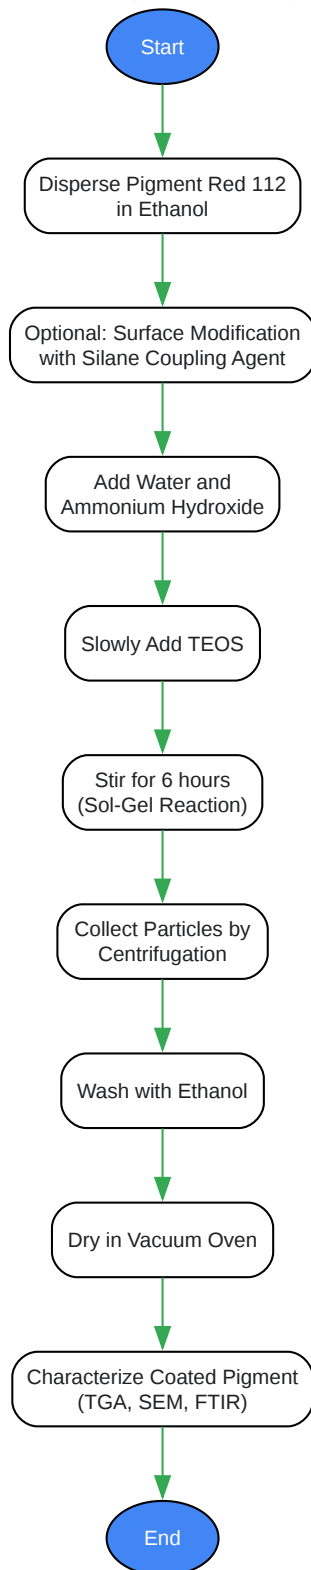 Start
Disperse Pigment Red 112
in Ethanol
Optional: Surface Modification
with Silane Coupling Agent
Add Water and
Ammonium Hydroxide
Slowly Add TEOS
Stir for 6 hours
(Sol-Gel Reaction)
Collect Particles by
Centrifugation
Wash with Ethanol
Dry in Vacuum Oven
Characterize Coated Pigment
(TGA, SEM, FTIR)
End